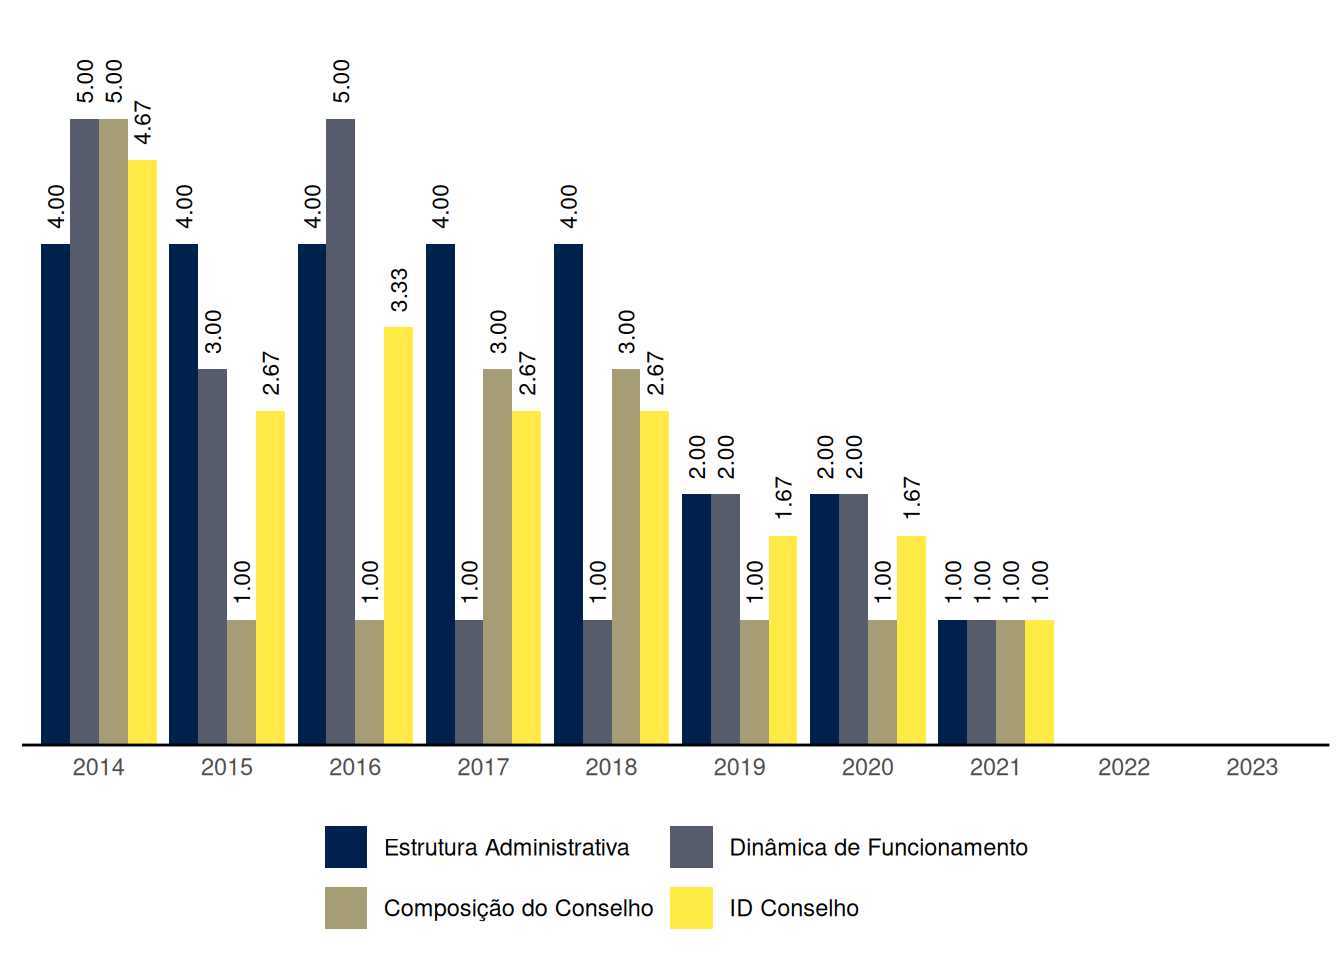 4.00 5.00 5.00 4.67 4.00 3.00 1.00 2.67 4.00 5.00 1.00 3.33 4.00 1.00 3.00 2.67 4.00 1.00 3.00 2.67 2.00 2.00 1.00 1.67 2.00 2.00 1.00 1.67 1.00 1.00 1.00 1.00
2014 2015 2016 2017 2018 2019 2020 2021 2022 2023
Estrutura Administrativa Dinâmica de Funcionamento
Composição do Conselho ID Conselho